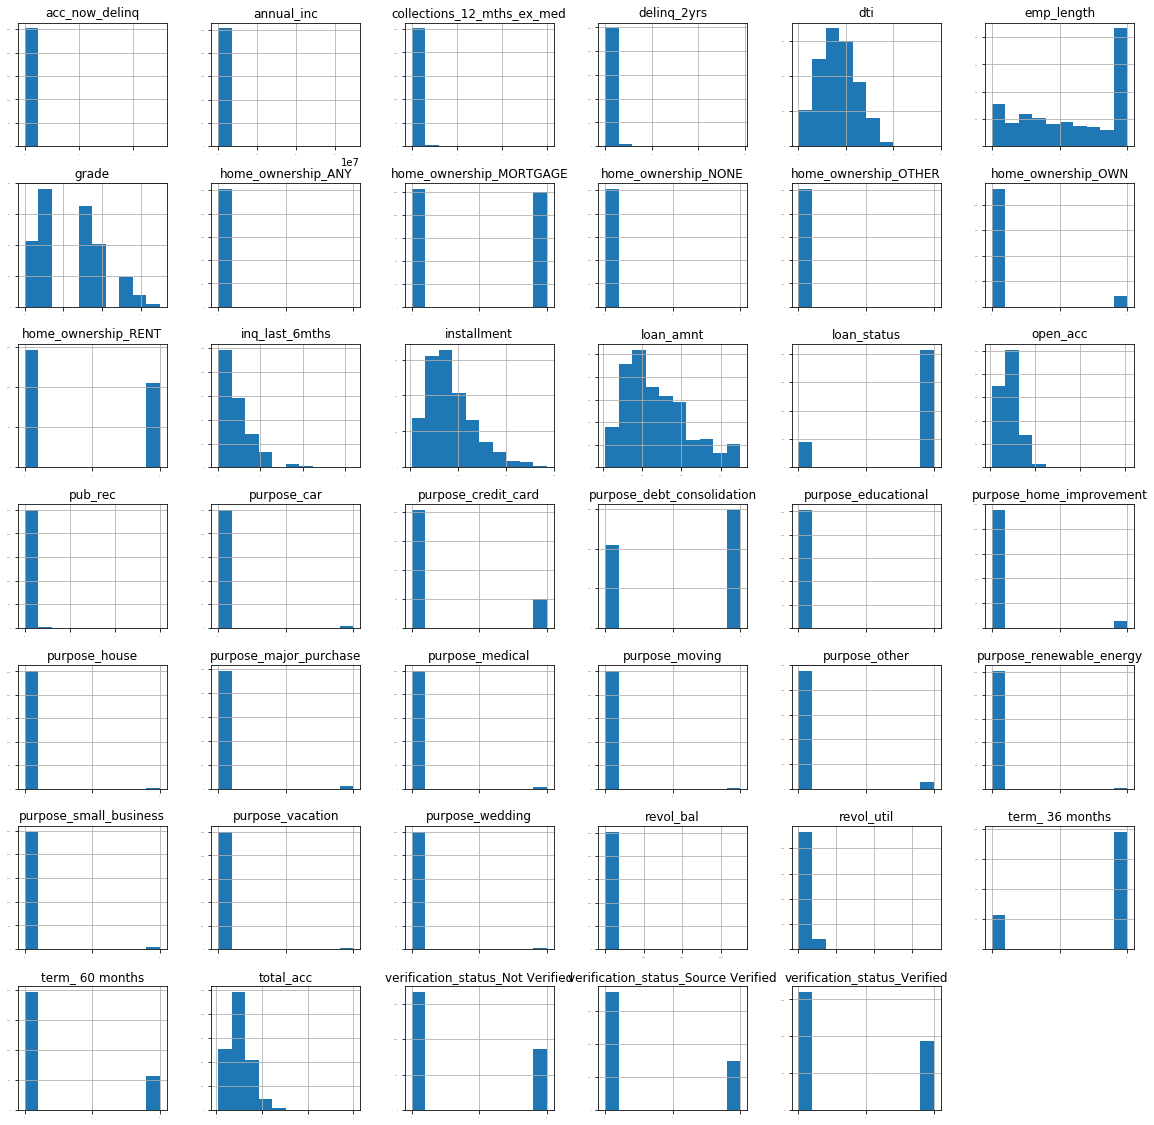 acc_now_delinq annual_inc collections_12_mths_ex_med delinq_2yrs dti emp_length
1e7
grade home_ownership_ANY home_ownership_MORTGAGE home_ownership_NONE home_ownership_OTHER home_ownership_OWN
home_ownership_RENT inq_last_6mths installment loan_amnt loan_status open_acc
pub_rec purpose_car purpose_credit_card purpose_debt_consolidation purpose_educational purpose_home_improvement
purpose_house purpose_major_purchase purpose_medical purpose_moving purpose_other purpose_renewable_energy
purpose_small_business purpose_vacation purpose_wedding revol_bal revol_util term_ 36 months
term_ 60 months total_acc verification_status_Not Verified verification_status_Source Verified verification_status_Verified